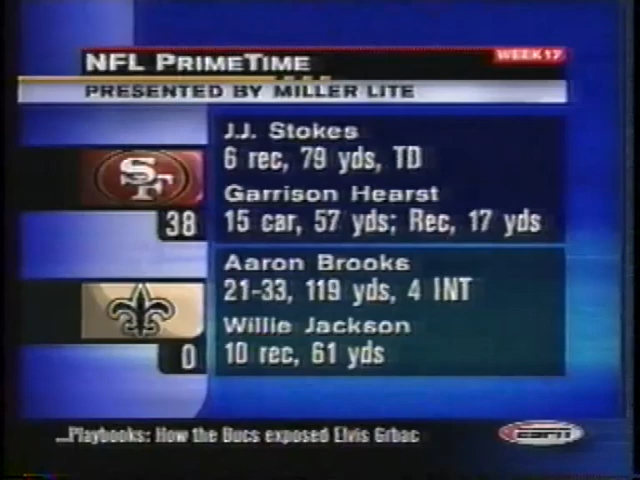 NFL PRIMETIME
WEEK 17
PRESENTED BY MILLER LITE
J.J. Stokes
6 rec, 79 yds, TD
SF
Garrison Hearst
38
15 car, 57 yds; Rec, 17 yds
Aaron Brooks
21-33, 119 yds, 4 INT
Willie Jackson
0
10 rec, 61 yds
...Playbooks: How the Bucs exposed Elvis Grbac
ESPN